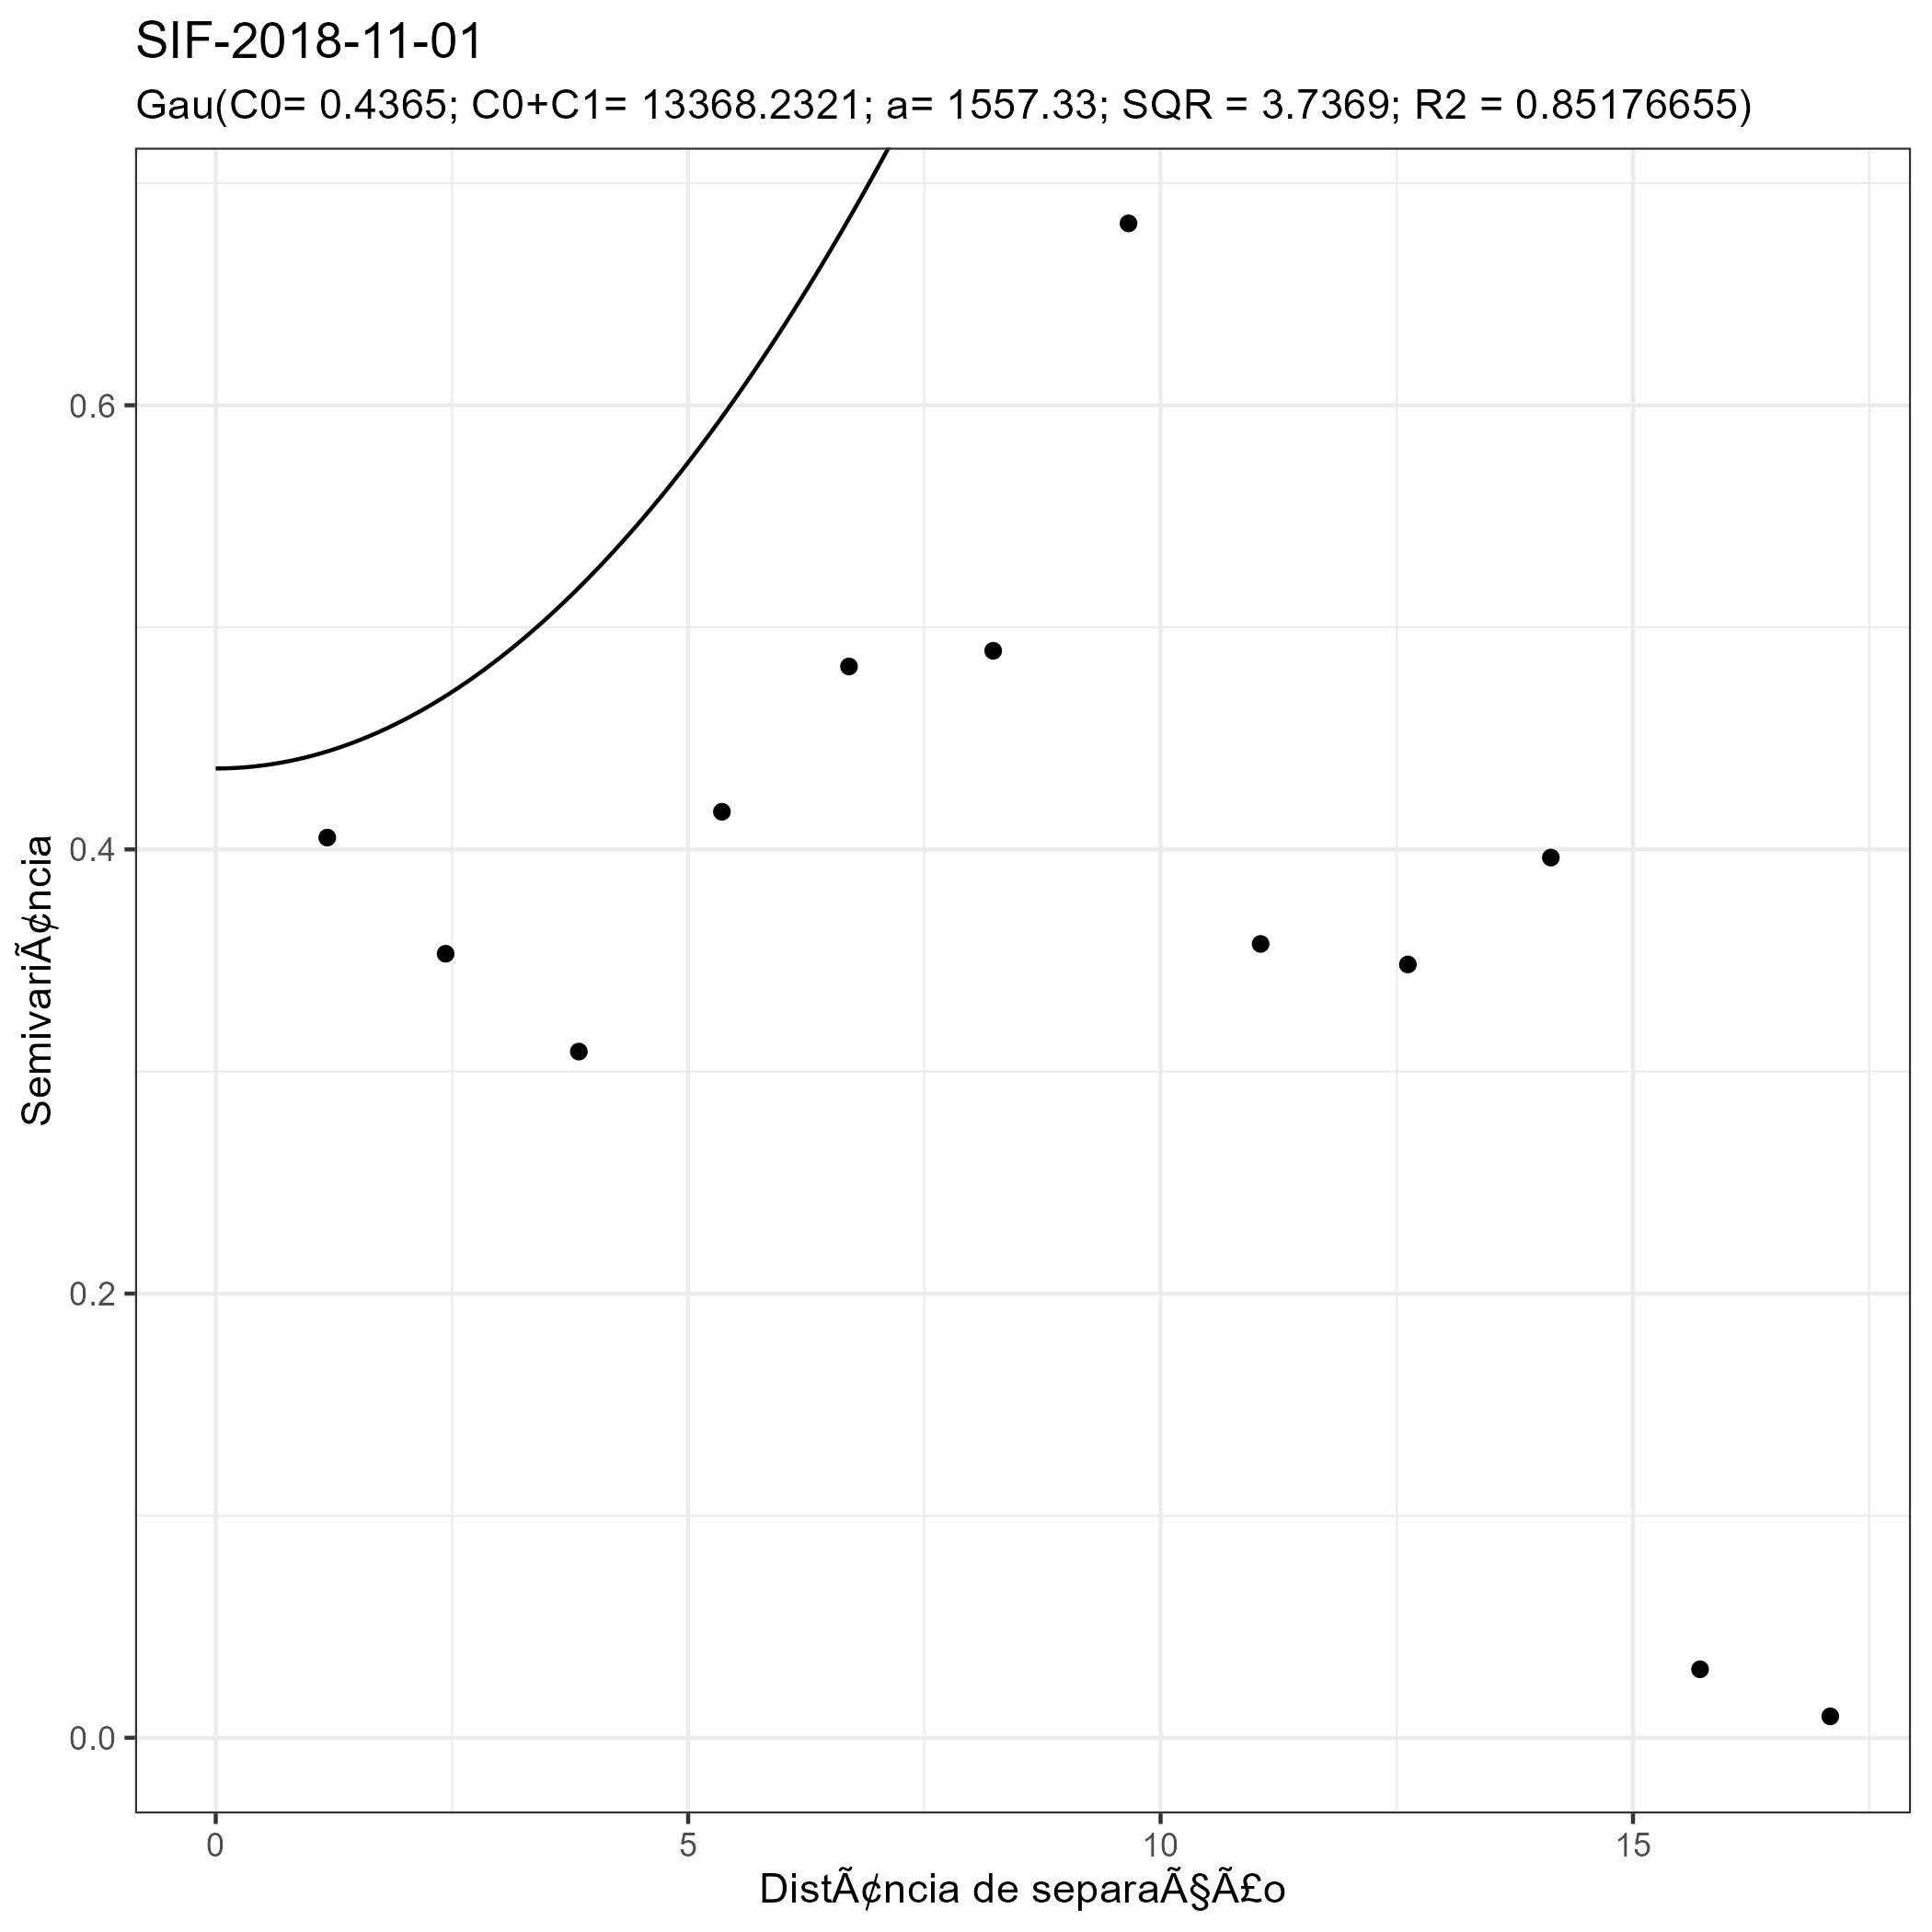 SIF-2018-11-01
Gau(C0= 0.4365; C0+C1= 13368.2321; a= 1557.33; SQR = 3.7369; R2 = 0.85176655)
SemivariÃ¢ncia
0.6
0.4
0.2
0.0
0 5 10 15
DistÃ¢ncia de separaÃ§Ã£o